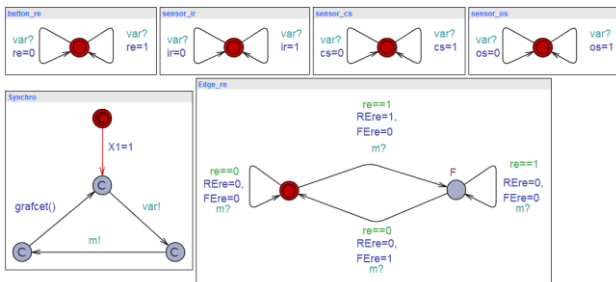 button_re
var?
re=0
var?
re=1
sensor_ir
var?
ir=0
var?
ir=1
sensor_cs
var?
cs=0
var?
cs=1
sensor_os
var?
os=0
var?
os=1
Synchro
C
X1=1
C
grafcet()
var!
m!
C
C
Edge_re
re==1
REre=1,
FEre=0
m?
re==0
REre=0,
FEre=0
m?
F
re==1
REre=0,
FEre=0
m?
re==0
REre=0,
FEre=1
m?